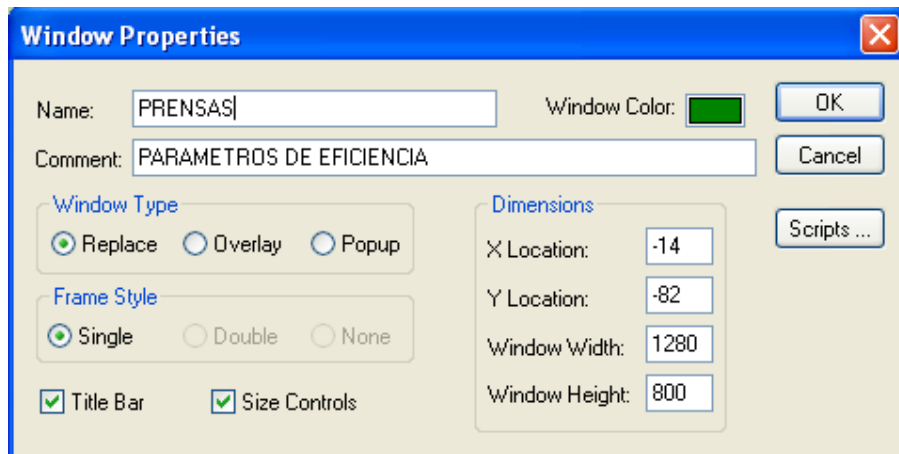 Window Properties
Name: PRENSAS Window Color: OK
Comment: PARAMETROS DE EFICIENCIA Cancel
Window Type
Replace Overlay Popup
Frame Style
Single Double None
Title Bar Size Controls
Dimensions
X Location: -14
Y Location: -82
Window Width: 1280
Window Height: 800
Scripts ...